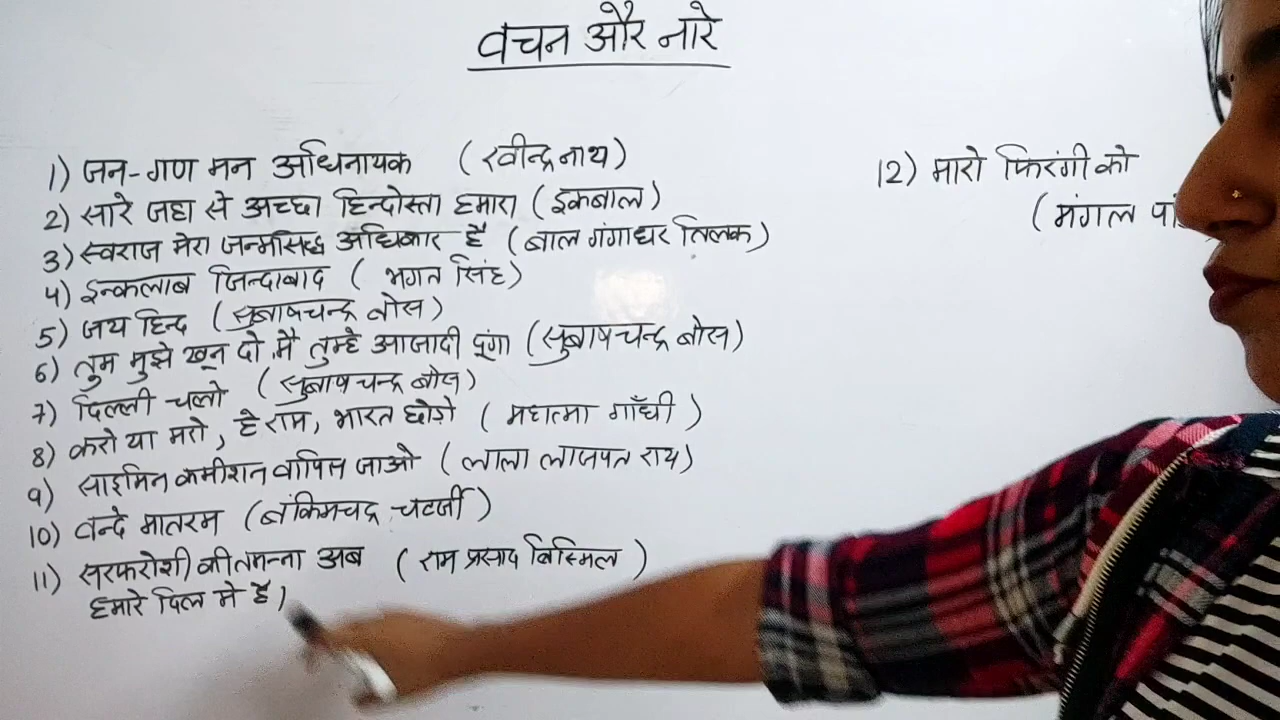 वचन और नारे
1) जन-गण मन अधिनायक (रवीन्द्रनाथ)
2) सारे जहा से अच्छा हिन्दोस्ता हमारा (इकबाल)
3) स्वराज मेरा जन्मसिद्ध अधिकार है (बाल गंगाधर तिलक)
4) इन्कलाब जिन्दाबाद ( भगत सिंह)
5) जय हिन्द (सुबाषचन्द्र बोस)
6) तुम मुझे खून दो मै तुम्हे आजादी दूंगा (सुबाषचन्द्र बोस)
7) दिल्ली चलो (सुबाषचन्द्र बोस)
8) करो या मरो, हे राम, भारत छोड़ो ( महात्मा गाँधी )
9) साइमन कमीशन वापिस जाओ ( लाला लाजपत राय)
10) वन्दे मातरम (बंकिमचद्र चटर्जी )
11) सरफरोशी की तमन्ना अब ( राम प्रसाद बिस्मिल )
हमारे दिल मे है)
12) मारो फिरंगी को
(मंगल